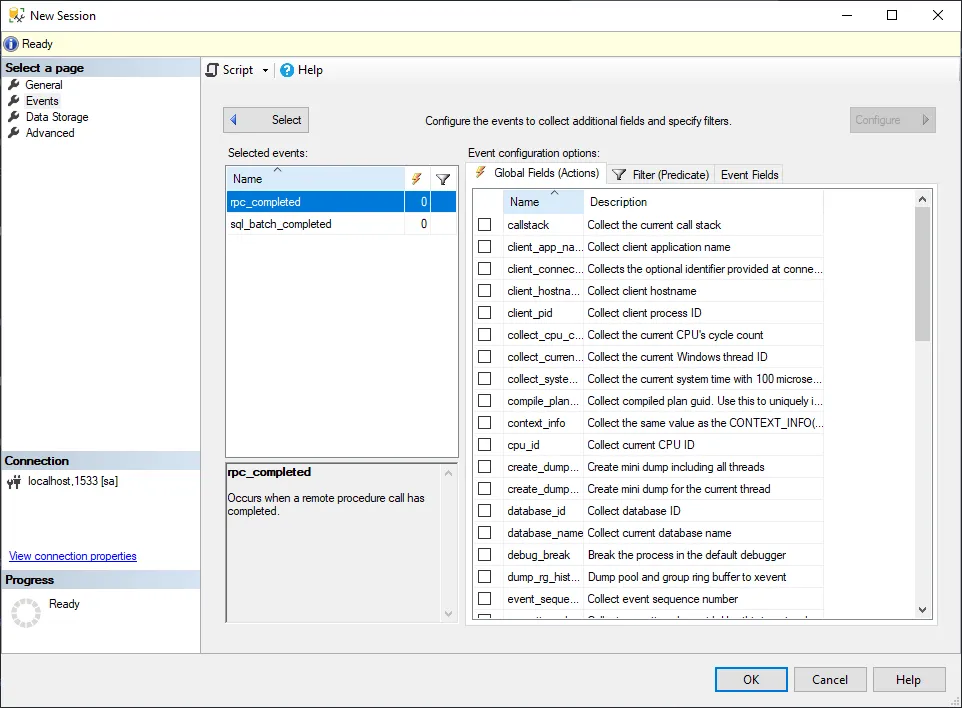 New Session
Ready
Select a page
General
Events
Data Storage
Advanced
Connection
localhost,1533 [sa]
View connection properties
Progress
Ready
Script
Help
Select
Configure the events to collect additional fields and specify filters.
Configure
Selected events:
Name
rpc_completed 0
sql_batch_completed 0
rpc_completed
Occurs when a remote procedure call has
completed.
Event configuration options:
Global Fields (Actions) Filter (Predicate) Event Fields
Name Description
callstack Collect the current call stack
client_app_na... Collect client application name
client_connec... Collects the optional identifier provided at conne...
client_hostna... Collect client hostname
client_pid Collect client process ID
collect_cpu_c... Collect the current CPU's cycle count
collect_curren... Collect the current Windows thread ID
collect_syste... Collect the current system time with 100 microse...
compile_plan... Collect compiled plan guid. Use this to uniquely i...
context_info Collect the same value as the CONTEXT_INFO(...
cpu_id Collect current CPU ID
create_dump... Create mini dump including all threads
create_dump... Create mini dump for the current thread
database_id Collect database ID
database_name Collect current database name
debug_break Break the process in the default debugger
dump_rg_hist... Dump pool and group ring buffer to xevent
event_seque... Collect event sequence number
OK
Cancel
Help